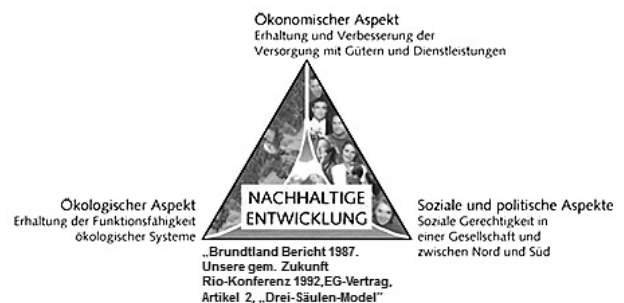 Ökonomischer Aspekt
Erhaltung und Verbesserung der
Versorgung mit Gütern und Dienstleistungen
Ökologischer Aspekt
Erhaltung der Funktionsfähigkeit
ökologischer Systeme
NACHHALTIGE
ENTWICKLUNG
Soziale und politische Aspekte
Soziale Gerechtigkeit in
einer Gesellschaft und
zwischen Nord und Süd
„Brundtland Bericht 1987.
Unsere gem. Zukunft
Rio-Konferenz 1992,EG-Vertrag,
Artikel 2, „Drei-Säulen-Model"